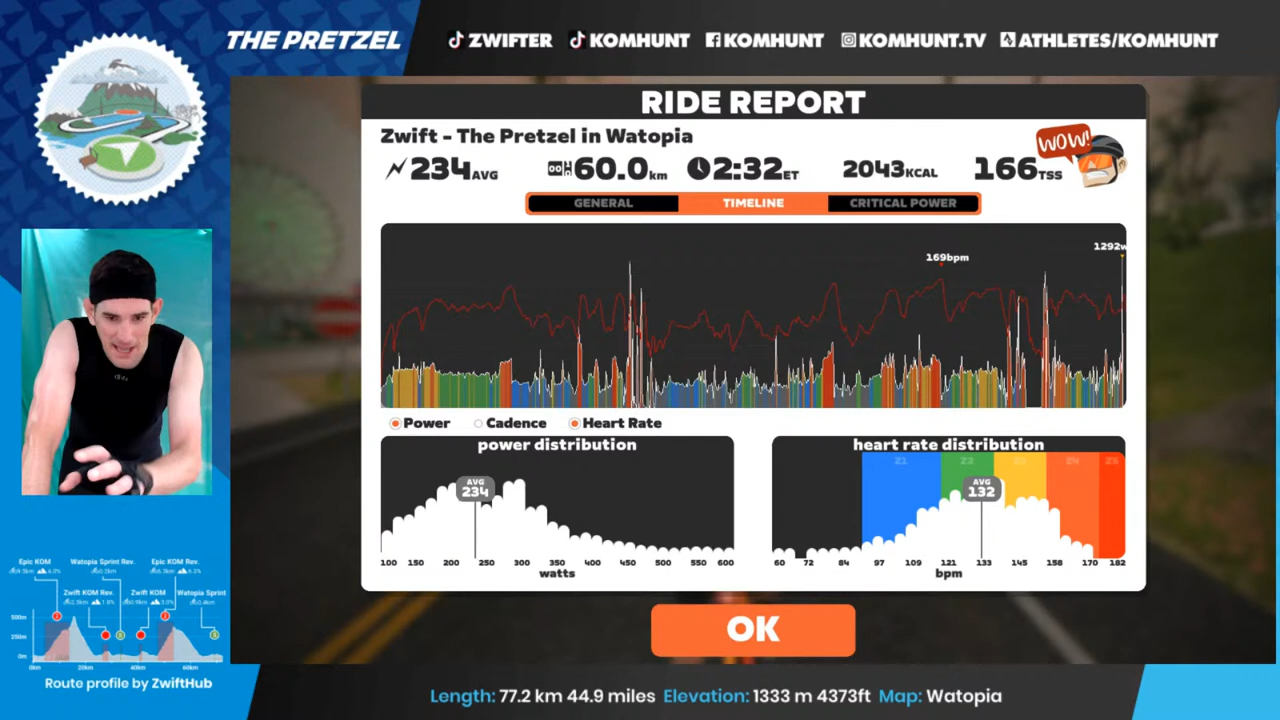 THE PRETZEL
ZWIFTER KOMHUNT KOMHUNT KOMHUNT.TV ATHLETES/KOMHUNT
RIDE REPORT
Zwift - The Pretzel in Watopia
WOW!
234AVG 60.0km 2:32ET 2043KCAL 166TSS
GENERAL TIMELINE CRITICAL POWER
1292w
169bpm
Power Cadence Heart Rate
power distribution
AVG
234
100 150 200 250 300 350 400 450 500 550 600
watts
heart rate distribution
Z1 Z2 Z3 Z4 Z5
AVG
132
60 72 84 97 109 121 133 145 158 170 182
bpm
OK
Epic KOM Watopia Sprint Rev. Epic KOM Rev.
Zwift KOM Rev. Zwift KOM Watopia Sprint
500m
250m
0m
0km 20km 40km 60km
Route profile by ZwiftHub
Length: 77.2 km 44.9 miles Elevation: 1333 m 4373ft Map: Watopia